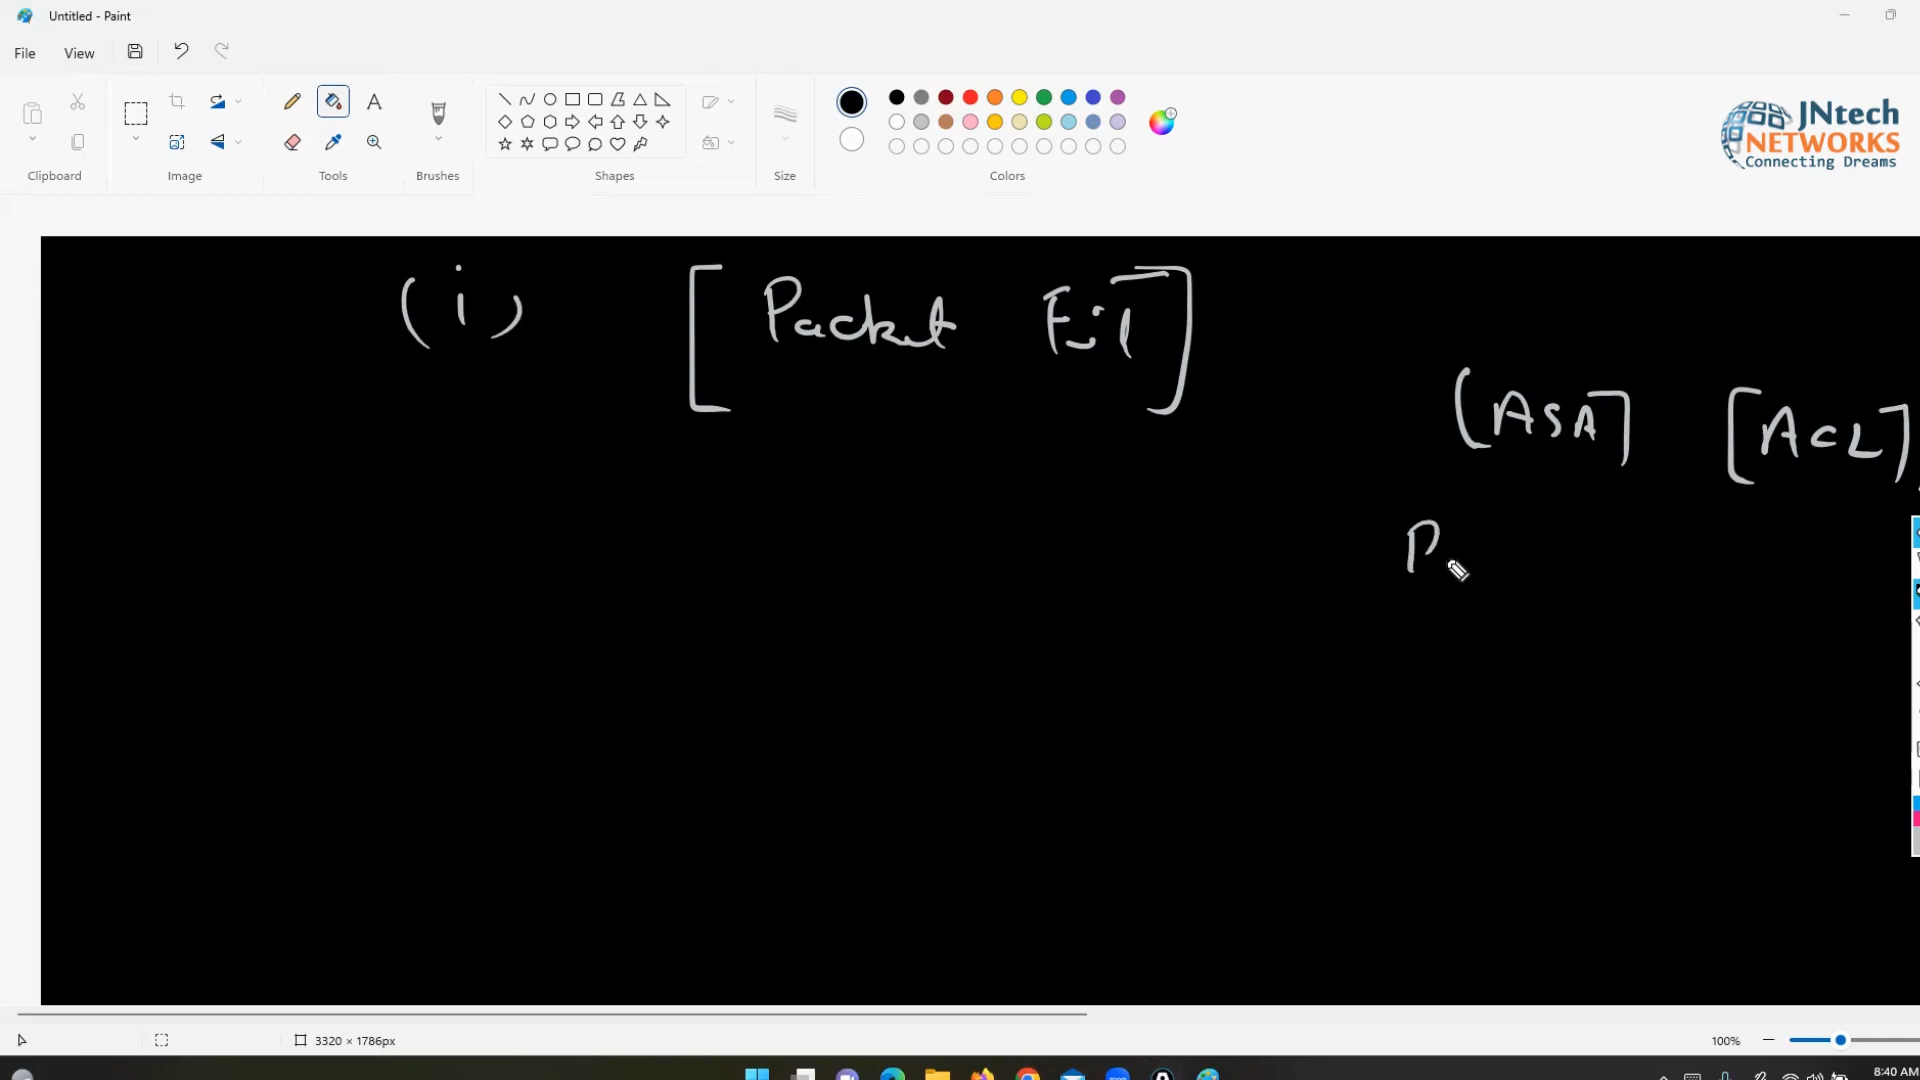 Untitled - Paint
File View
Clipboard Image Tools Brushes Shapes Size Colors
JNtech
NETWORKS
Connecting Dreams
(i) [Packet Fil]
(ASA] [ACL]
P
3320 × 1786px 100%
8:40 AM